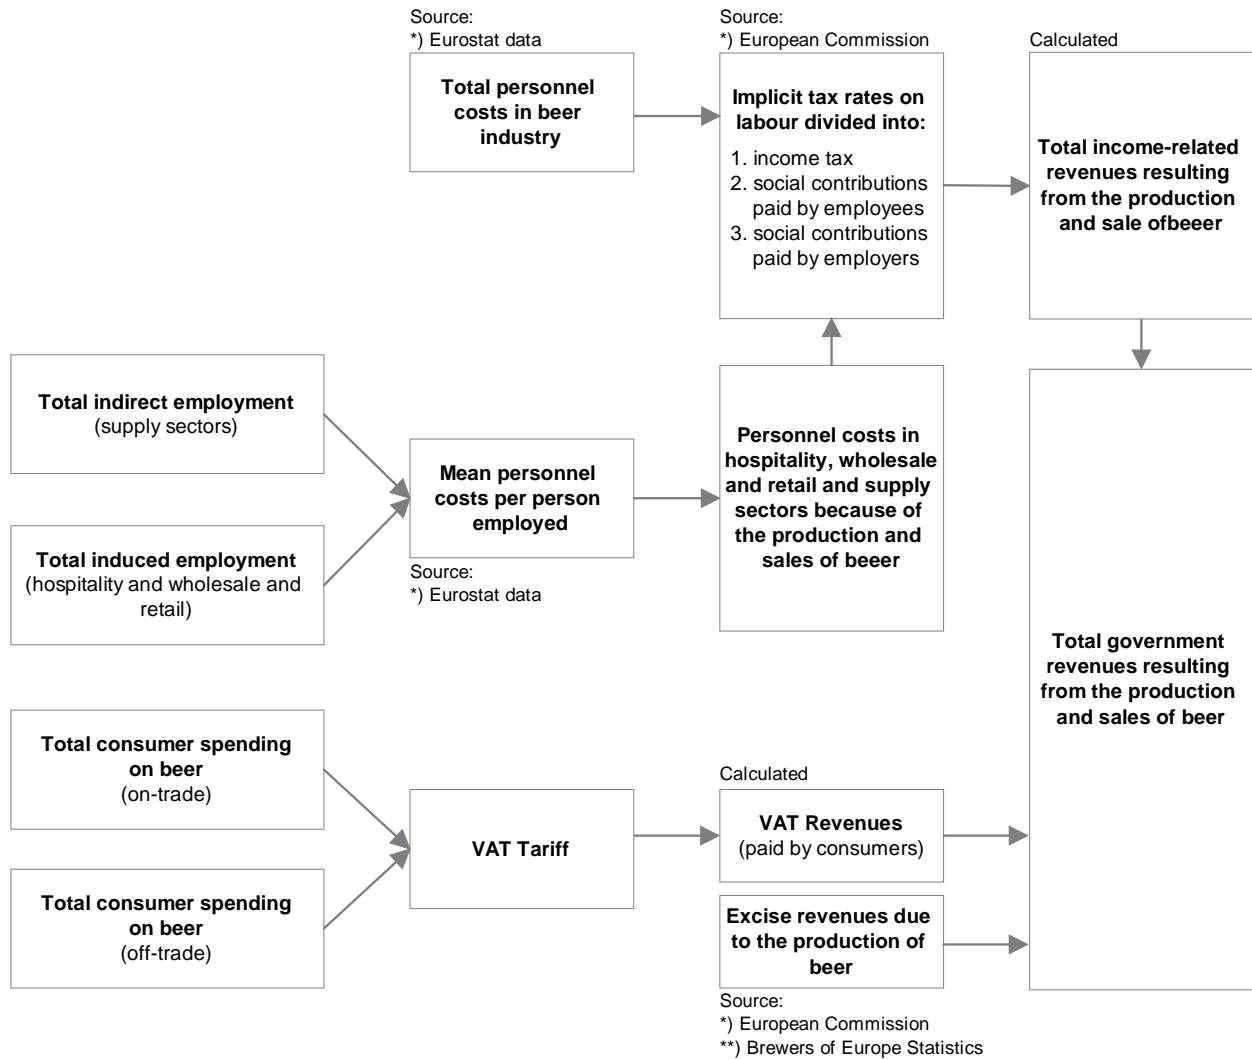 Source:
*) Eurostat data
Total personnel
costs in beer
industry
Source:
*) European Commission
Implicit tax rates on
labour divided into:
1. income tax
2. social contributions
paid by employees
3. social contributions
paid by employers
Calculated
Total income-related
revenues resulting
from the production
and sale ofbeeer
Total indirect employment
(supply sectors)
Total induced employment
(hospitality and wholesale and
retail)
Mean personnel
costs per person
employed
Source:
*) Eurostat data
Personnel costs in
hospitality, wholesale
and retail and supply
sectors because of
the production and
sales of beeer
Total government
revenues resulting
from the production
and sales of beer
Total consumer spending
on beer
(on-trade)
Total consumer spending
on beer
(off-trade)
VAT Tariff
Calculated
VAT Revenues
(paid by consumers)
Excise revenues due
to the production of
beer
Source:
*) European Commission
**) Brewers of Europe Statistics